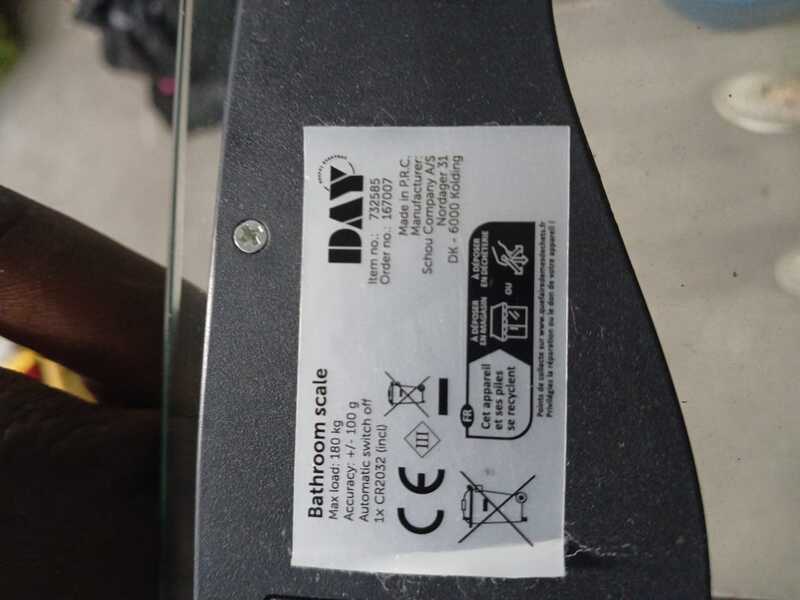 Bathroom scale
Max load: 180 kg
Accuracy: +/- 100 g
Automatic switch off
1x CR2032 (incl)
DAY
Item no.: 732585
Order no.: 167007
Made in P.R.C.
Manufacturer:
Schou Company A/S
Nordager 31
DK - 6000 Kolding
CE
III
FR
Cet appareil
et ses piles
se recyclent
À DÉPOSER
EN MAGASIN
OU
À DÉPOSER
EN DÉCHÈTERIE
Points de collecte sur www.quefairedemesdechets.fr
Privilégiez la réparation ou le don de votre appareil !